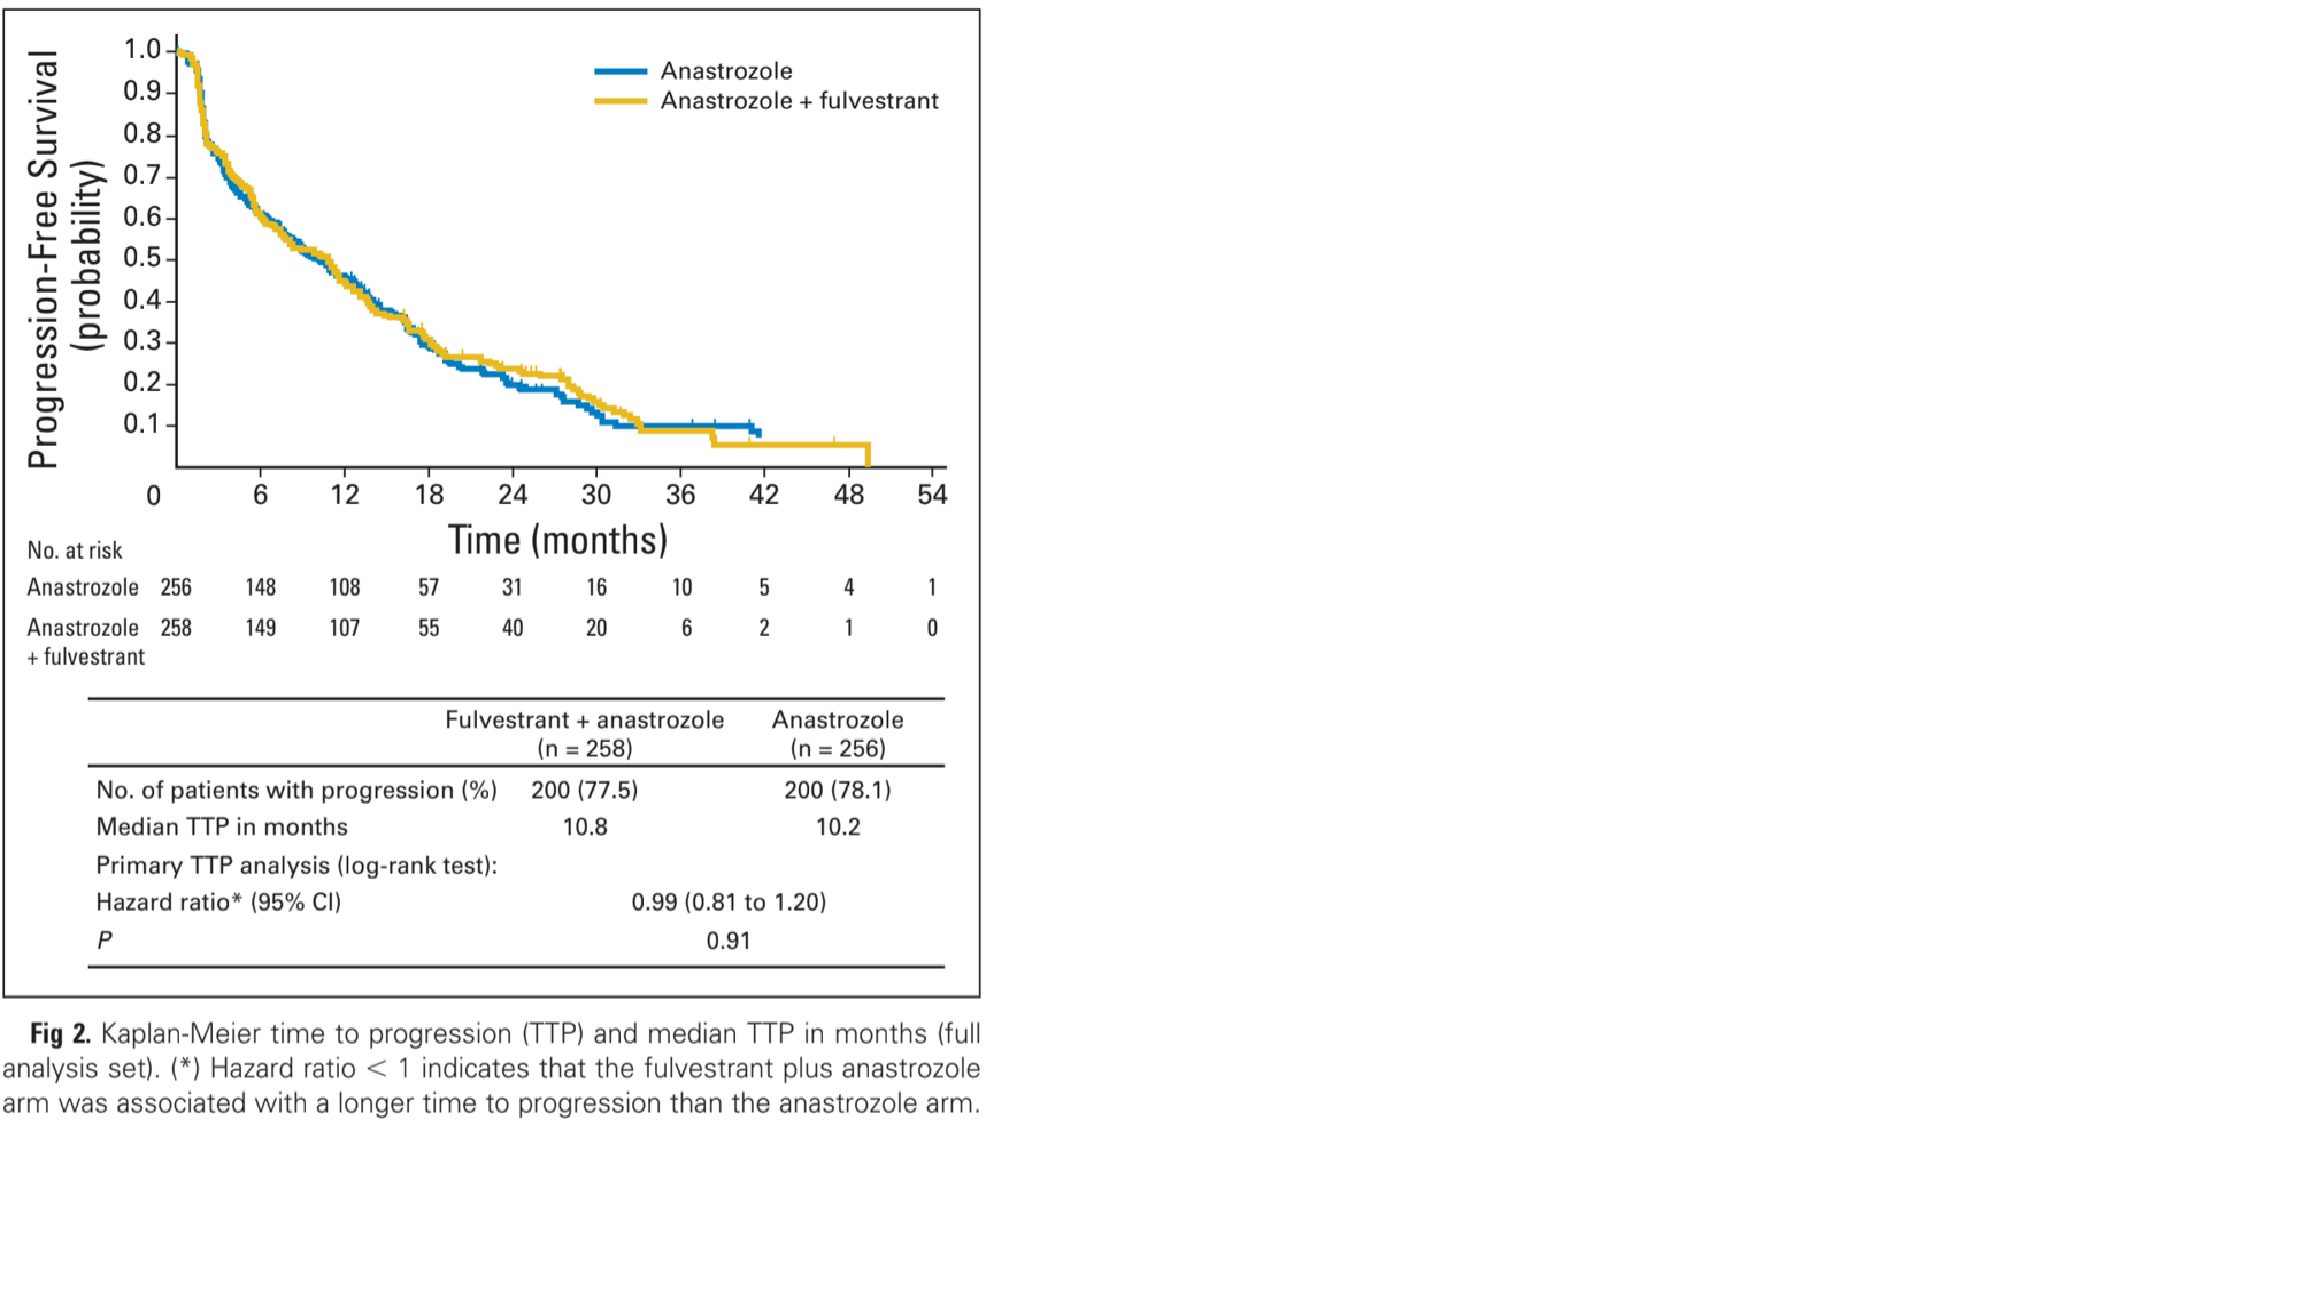 Progression-Free Survival
(probability)
1.0
0.9
0.8
0.7
0.6
0.5
0.4
0.3
0.2
0.1
Anastrozole
Anastrozole + fulvestrant
0 6 12 18 24 30 36 42 48 54
Time (months)
No. at risk
Anastrozole 256 148 108 57 31 16 10 5 4 1
Anastrozole 258 149 107 55 40 20 6 2 1 0
+ fulvestrant
Fulvestrant + anastrozole Anastrozole
(n = 258) (n = 256)
No. of patients with progression (%) 200 (77.5) 200 (78.1)
Median TTP in months 10.8 10.2
Primary TTP analysis (log-rank test):
Hazard ratio* (95% CI) 0.99 (0.81 to 1.20)
P 0.91
Fig 2. Kaplan-Meier time to progression (TTP) and median TTP in months (full
analysis set). (*) Hazard ratio < 1 indicates that the fulvestrant plus anastrozole
arm was associated with a longer time to progression than the anastrozole arm.